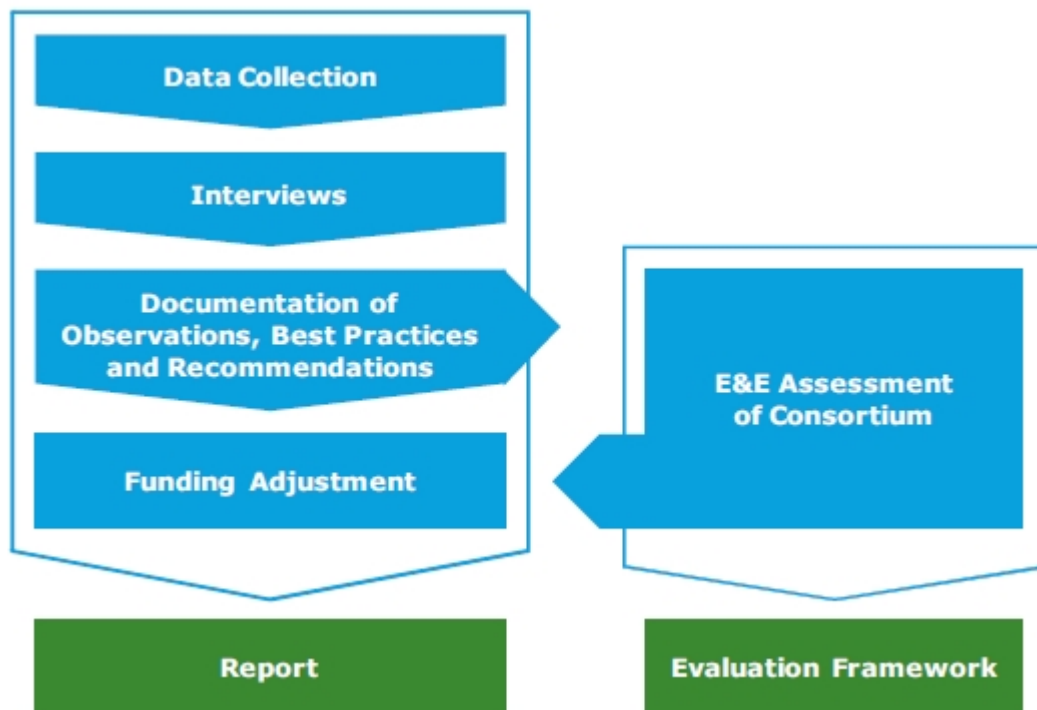 Data Collection
Interviews
Documentation of
Observations, Best Practices
and Recommendations
E&E Assessment
of Consortium
Funding Adjustment
Report
Evaluation Framework